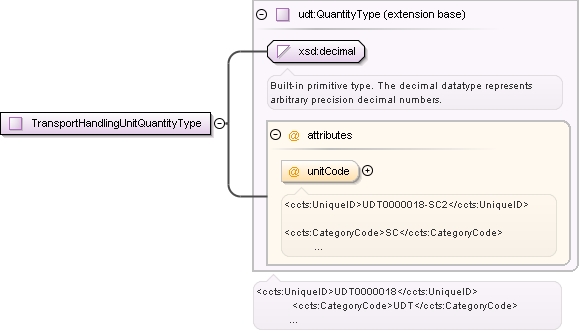 udt:QuantityType (extension base)
xsd:decimal
Built-in primitive type. The decimal datatype represents
arbitrary precision decimal numbers.
TransportHandlingUnitQuantityType
@ attributes
@ unitCode
<ccts:UniqueID>UDT0000018-SC2</ccts:UniqueID>
<ccts:CategoryCode>SC</ccts:CategoryCode>
...
<ccts:UniqueID>UDT0000018</ccts:UniqueID>
<ccts:CategoryCode>UDT</ccts:CategoryCode>
...